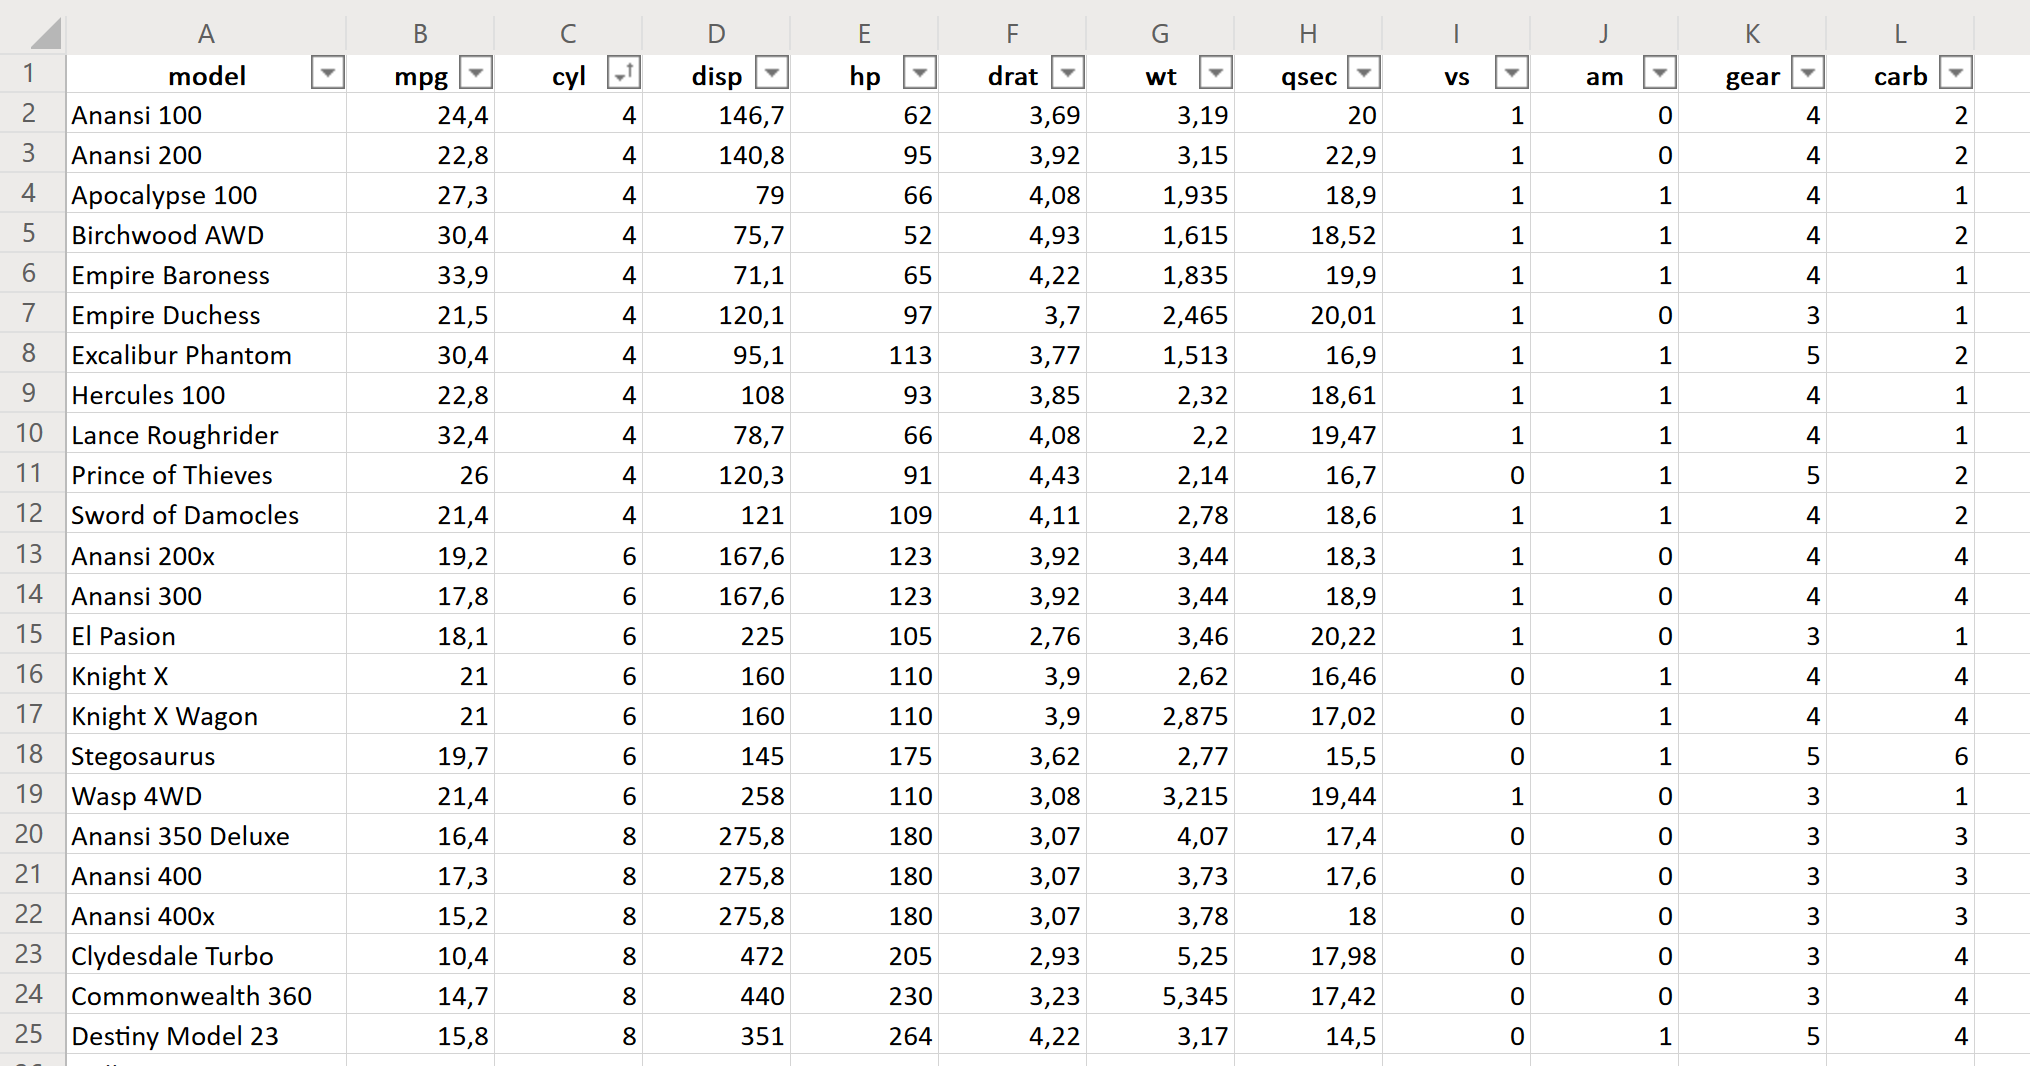 A B C D E F G H I J K L
1 model mpg cyl disp hp drat wt qsec vs am gear carb
2 Anansi 100 24,4 4 146,7 62 3,69 3,19 20 1 0 4 2
3 Anansi 200 22,8 4 140,8 95 3,92 3,15 22,9 1 0 4 2
4 Apocalypse 100 27,3 4 79 66 4,08 1,935 18,9 1 1 4 1
5 Birchwood AWD 30,4 4 75,7 52 4,93 1,615 18,52 1 1 4 2
6 Empire Baroness 33,9 4 71,1 65 4,22 1,835 19,9 1 1 4 1
7 Empire Duchess 21,5 4 120,1 97 3,7 2,465 20,01 1 0 3 1
8 Excalibur Phantom 30,4 4 95,1 113 3,77 1,513 16,9 1 1 5 2
9 Hercules 100 22,8 4 108 93 3,85 2,32 18,61 1 1 4 1
10 Lance Roughrider 32,4 4 78,7 66 4,08 2,2 19,47 1 1 4 1
11 Prince of Thieves 26 4 120,3 91 4,43 2,14 16,7 0 1 5 2
12 Sword of Damocles 21,4 4 121 109 4,11 2,78 18,6 1 1 4 2
13 Anansi 200x 19,2 6 167,6 123 3,92 3,44 18,3 1 0 4 4
14 Anansi 300 17,8 6 167,6 123 3,92 3,44 18,9 1 0 4 4
15 El Pasion 18,1 6 225 105 2,76 3,46 20,22 1 0 3 1
16 Knight X 21 6 160 110 3,9 2,62 16,46 0 1 4 4
17 Knight X Wagon 21 6 160 110 3,9 2,875 17,02 0 1 4 4
18 Stegosaurus 19,7 6 145 175 3,62 2,77 15,5 0 1 5 6
19 Wasp 4WD 21,4 6 258 110 3,08 3,215 19,44 1 0 3 1
20 Anansi 350 Deluxe 16,4 8 275,8 180 3,07 4,07 17,4 0 0 3 3
21 Anansi 400 17,3 8 275,8 180 3,07 3,73 17,6 0 0 3 3
22 Anansi 400x 15,2 8 275,8 180 3,07 3,78 18 0 0 3 3
23 Clydesdale Turbo 10,4 8 472 205 2,93 5,25 17,98 0 0 3 4
24 Commonwealth 360 14,7 8 440 230 3,23 5,345 17,42 0 0 3 4
25 Destiny Model 23 15,8 8 351 264 4,22 3,17 14,5 0 1 5 4